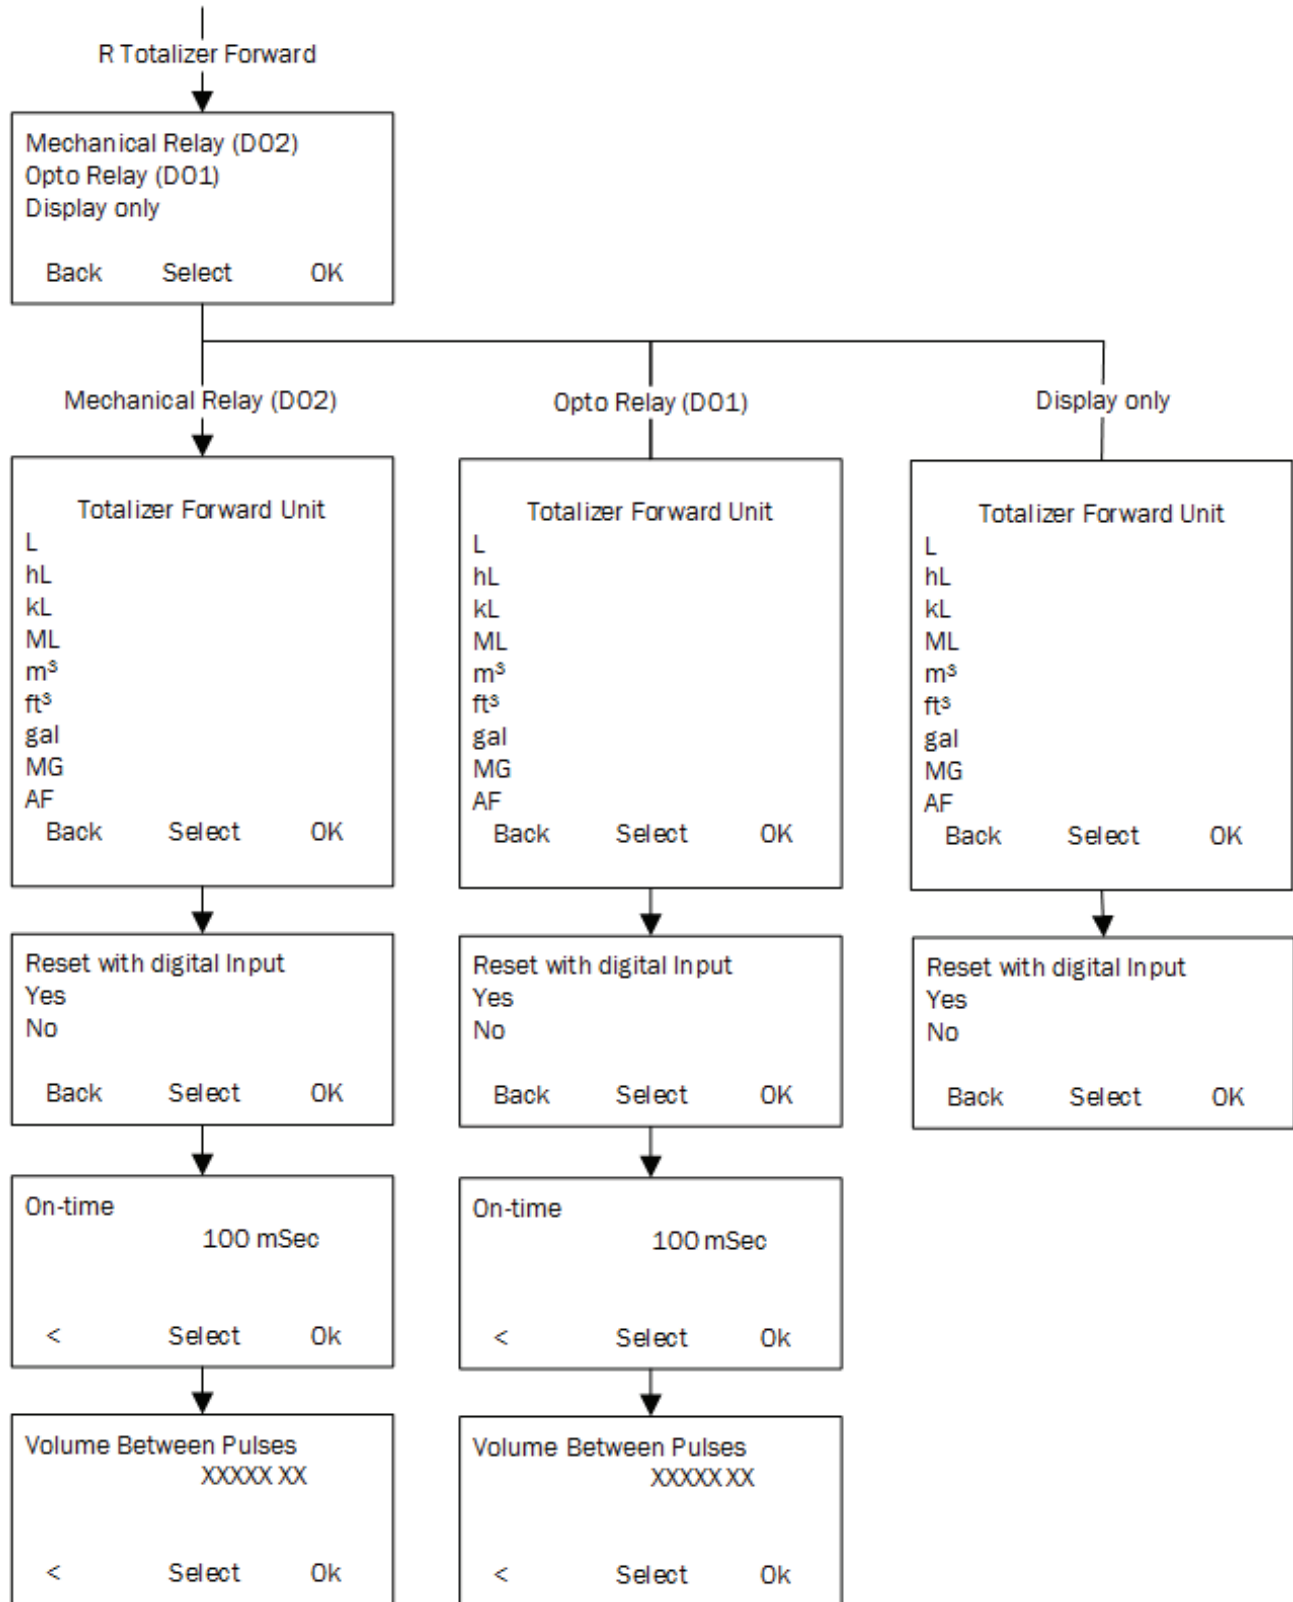 R Totalizer Forward
Mechanical Relay (DO2)
Opto Relay (DO1)
Display only
Back Select OK
Mechanical Relay (DO2)
Opto Relay (DO1)
Display only
Totalizer Forward Unit
L
hL
kL
ML
m³
ft³
gal
MG
AF
Back Select OK
Totalizer Forward Unit
L
hL
kL
ML
m³
ft³
gal
MG
AF
Back Select OK
Totalizer Forward Unit
L
hL
kL
ML
m³
ft³
gal
MG
AF
Back Select OK
Reset with digital Input
Yes
No
Back Select OK
Reset with digital Input
Yes
No
Back Select OK
Reset with digital Input
Yes
No
Back Select OK
On-time
100 mSec
< Select Ok
On-time
100 mSec
< Select Ok
Volume Between Pulses
XXXXX XX
< Select Ok
Volume Between Pulses
XXXXX XX
< Select Ok